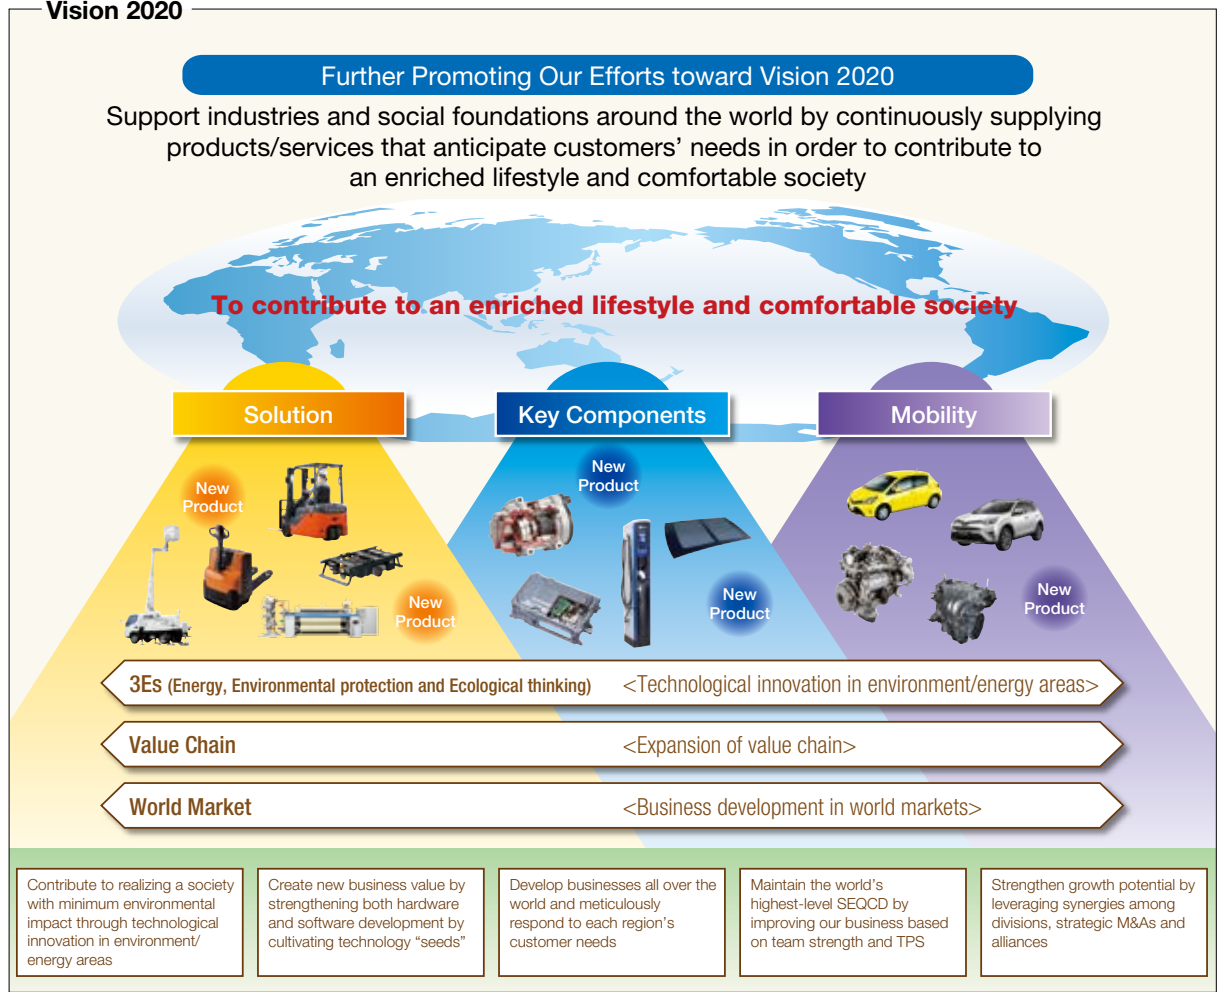 Vision 2020
Further Promoting Our Efforts toward Vision 2020
Support industries and social foundations around the world by continuously supplying
products/services that anticipate customers’ needs in order to contribute to
an enriched lifestyle and comfortable society
To contribute to an enriched lifestyle and comfortable society
Solution
Key Components
Mobility
New
Product
New
Product
New
Product
New
Product
New
Product
3Es (Energy, Environmental protection and Ecological thinking) <Technological innovation in environment/energy areas>
Value Chain <Expansion of value chain>
World Market <Business development in world markets>
Contribute to realizing a society
with minimum environmental
impact through technological
innovation in environment/
energy areas
Create new business value by
strengthening both hardware
and software development by
cultivating technology “seeds”
Develop businesses all over the
world and meticulously
respond to each region’s
customer needs
Maintain the world’s
highest-level SEQCD by
improving our business based
on team strength and TPS
Strengthen growth potential by
leveraging synergies among
divisions, strategic M&As and
alliances